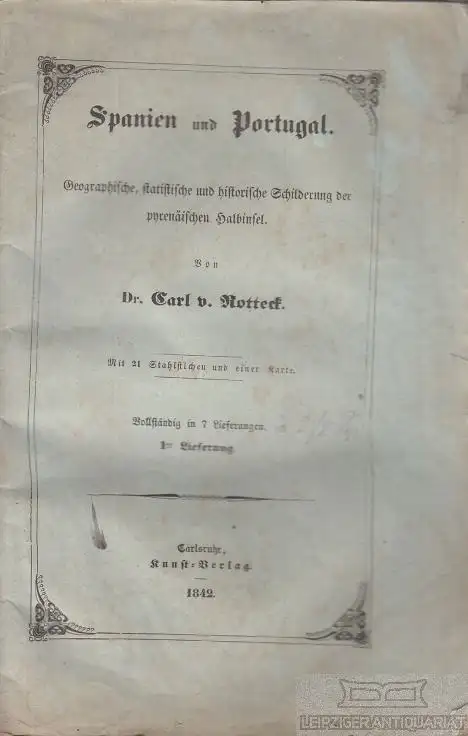 Spanien und Portugal.
Geographische, statistische und historische Schilderung der
pyrenäischen Halbinsel.
Von
Dr. Carl v. Rotteck.
Mit 21 Stahlstichen und einer Karte.
Vollständig in 7 Lieferungen.
1te Lieferung.
Carlsruhe,
Kunst-Verlag
1842.
LEIPZIGER ANTIQUARIAT